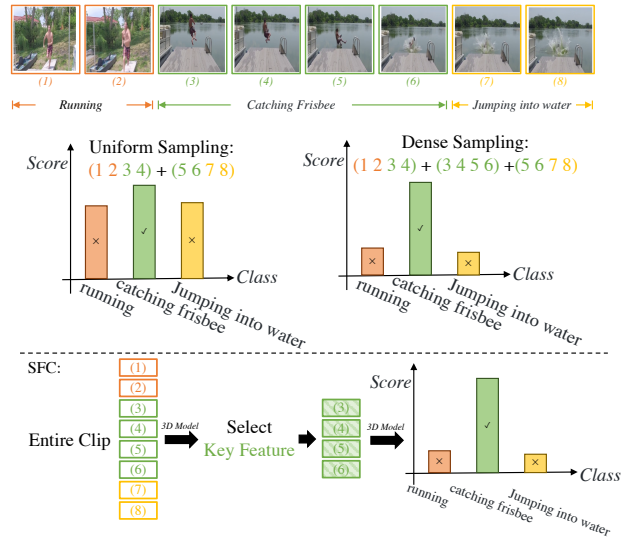 (1) (2) (3) (4) (5) (6) (7) (8)
Running Catching Frisbee Jumping into water
Uniform Sampling:
(1 2 3 4) + (5 6 7 8)
Score
Class
running
catching frisbee
Jumping into water
Dense Sampling:
(1 2 3 4) + (3 4 5 6) +(5 6 7 8)
Score
Class
running
catching frisbee
Jumping into water
SFC:
Entire Clip
(1)
(2)
(3)
(4)
(5)
(6)
(7)
(8)
3D Model
Select
Key Feature
(3)
(4)
(5)
(6)
3D Model
Score
Class
running
catching frisbee
Jumping into water